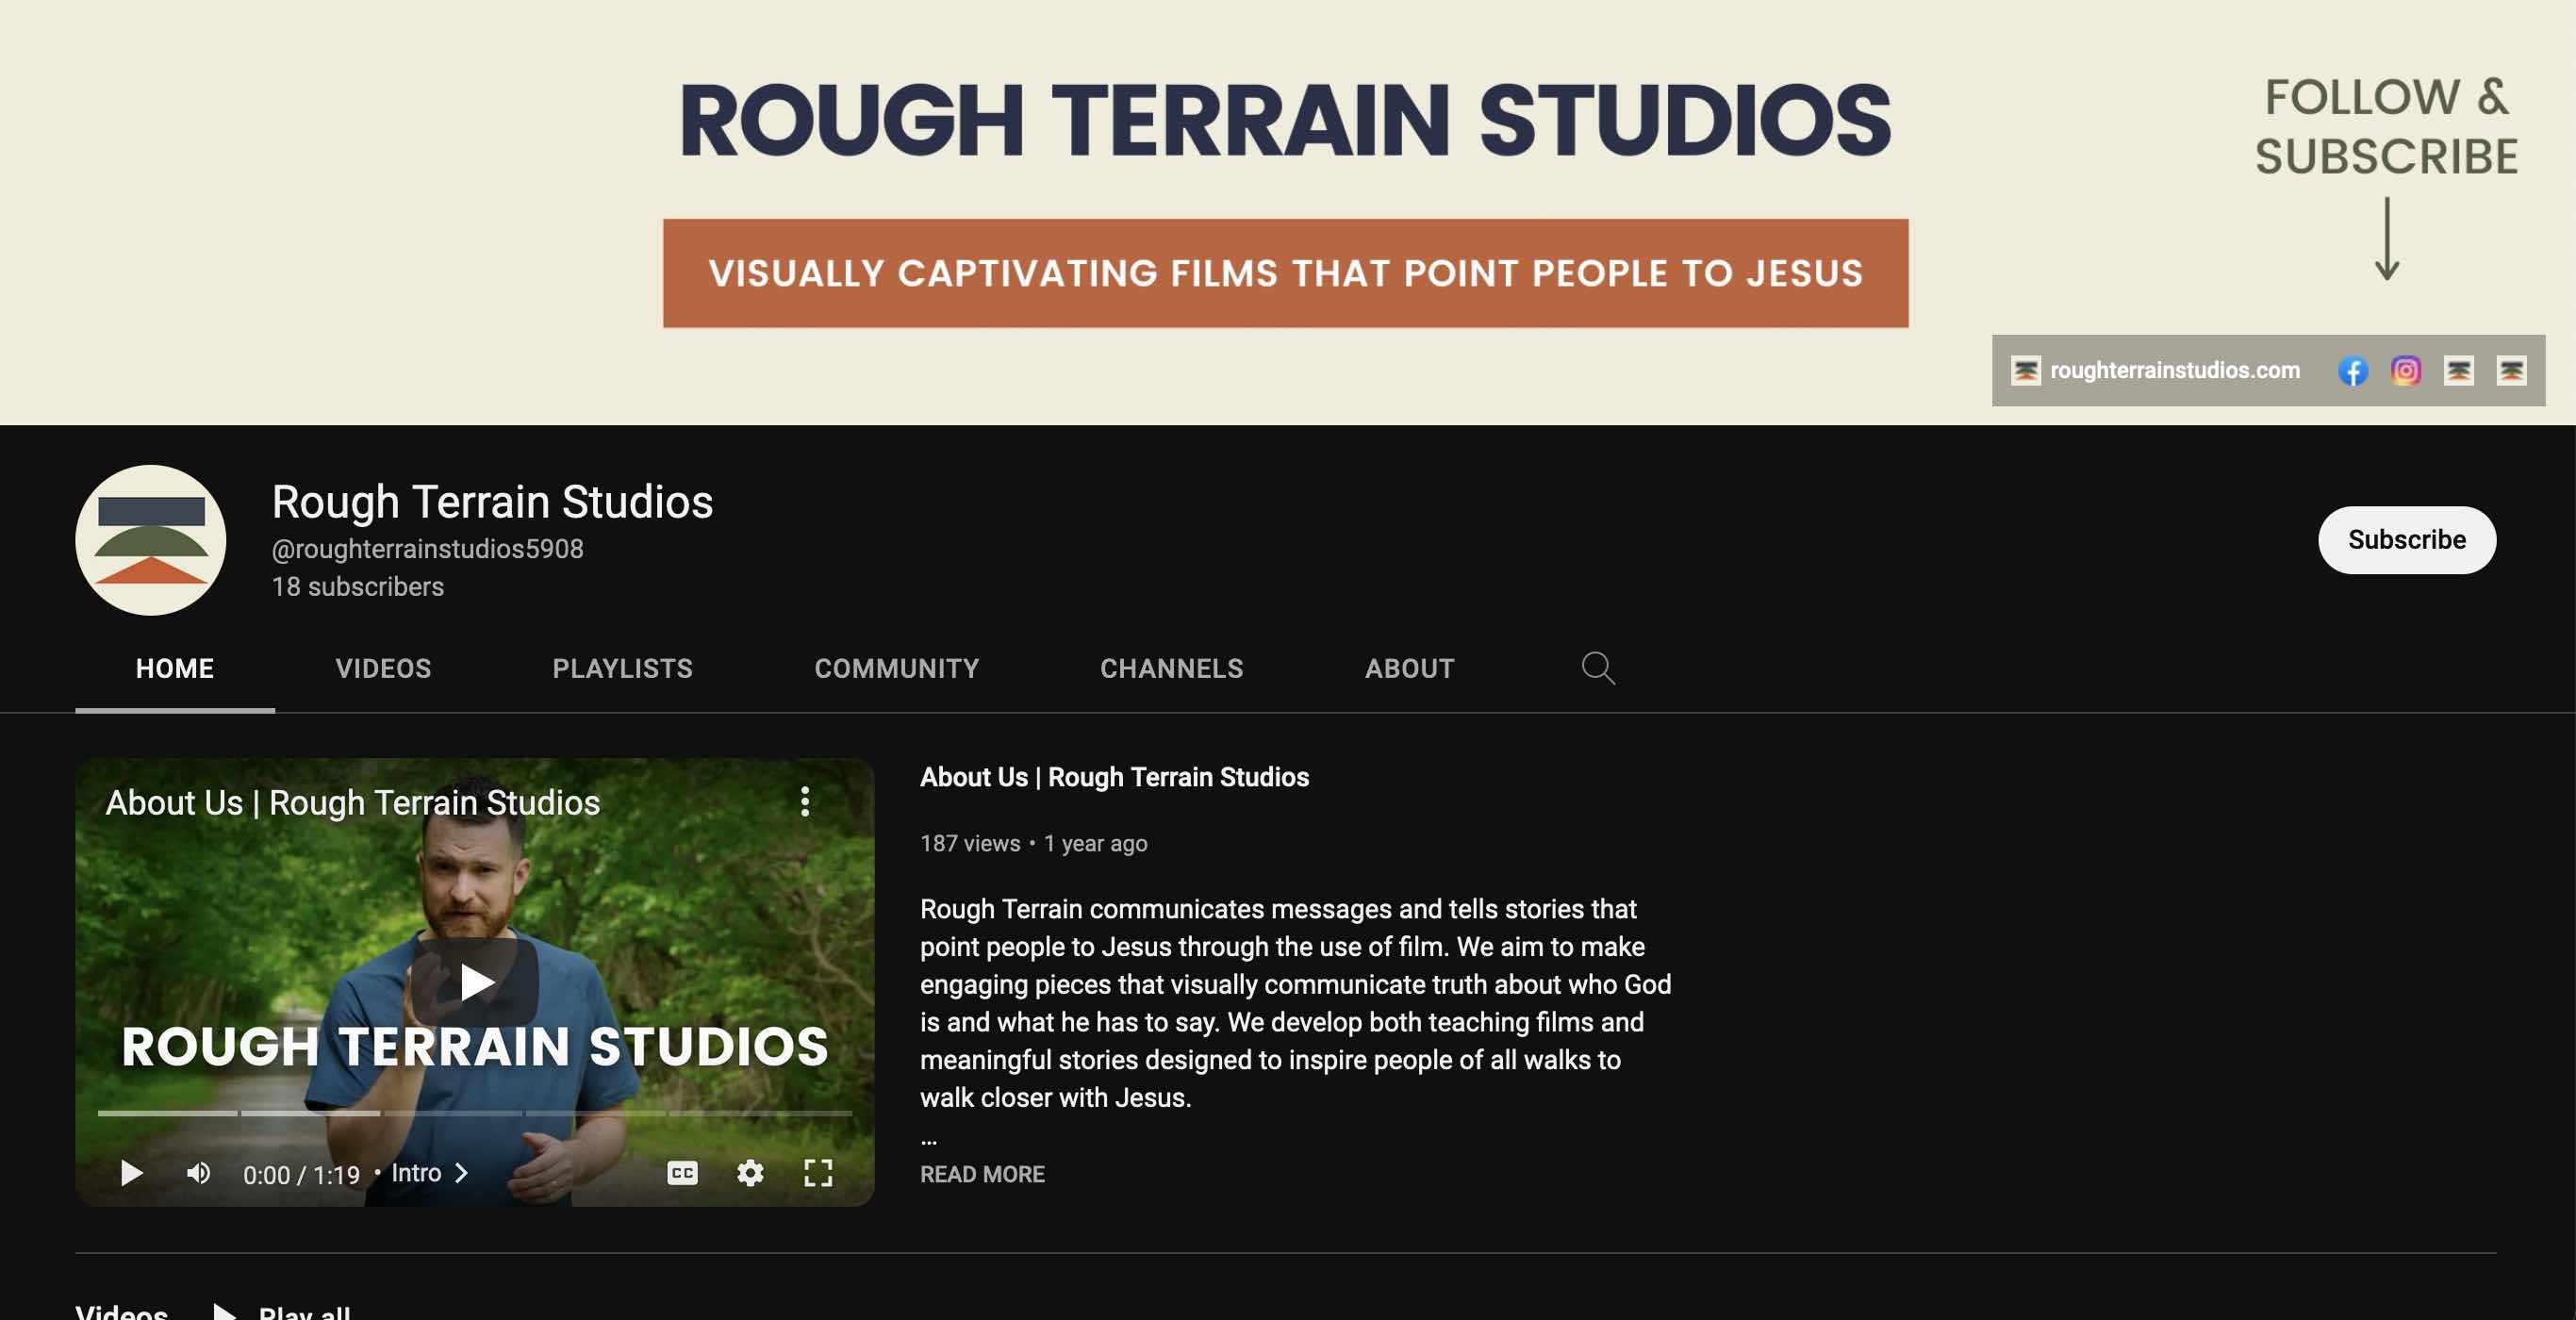 ROUGH TERRAIN STUDIOS
VISUALLY CAPTIVATING FILMS THAT POINT PEOPLE TO JESUS
FOLLOW &
SUBSCRIBE
roughterrainstudios.com
Rough Terrain Studios
@roughterrainstudios5908
18 subscribers
Subscribe
HOME VIDEOS PLAYLISTS COMMUNITY CHANNELS ABOUT
About Us | Rough Terrain Studios
ROUGH TERRAIN STUDIOS
0:00 / 1:19 • Intro
CC
About Us | Rough Terrain Studios
187 views • 1 year ago
Rough Terrain communicates messages and tells stories that
point people to Jesus through the use of film. We aim to make
engaging pieces that visually communicate truth about who God
is and what he has to say. We develop both teaching films and
meaningful stories designed to inspire people of all walks to
walk closer with Jesus.
...
READ MORE
Videos Play all